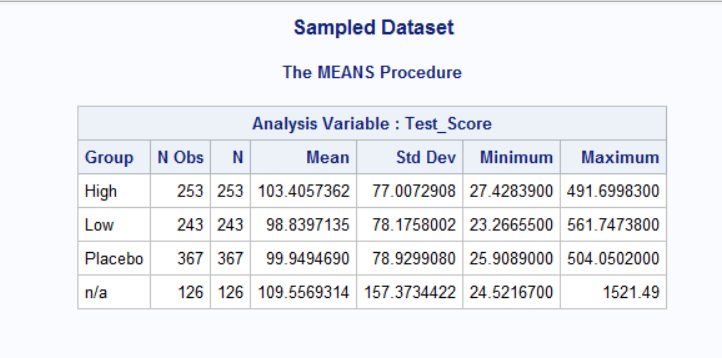 Sampled Dataset
The MEANS Procedure
Analysis Variable : Test_Score
Group N Obs N Mean Std Dev Minimum Maximum
High 253 253 103.4057362 77.0072908 27.4283900 491.6998300
Low 243 243 98.8397135 78.1758002 23.2665500 561.7473800
Placebo 367 367 99.9494690 78.9299080 25.9089000 504.0502000
n/a 126 126 109.5569314 157.3734422 24.5216700 1521.49